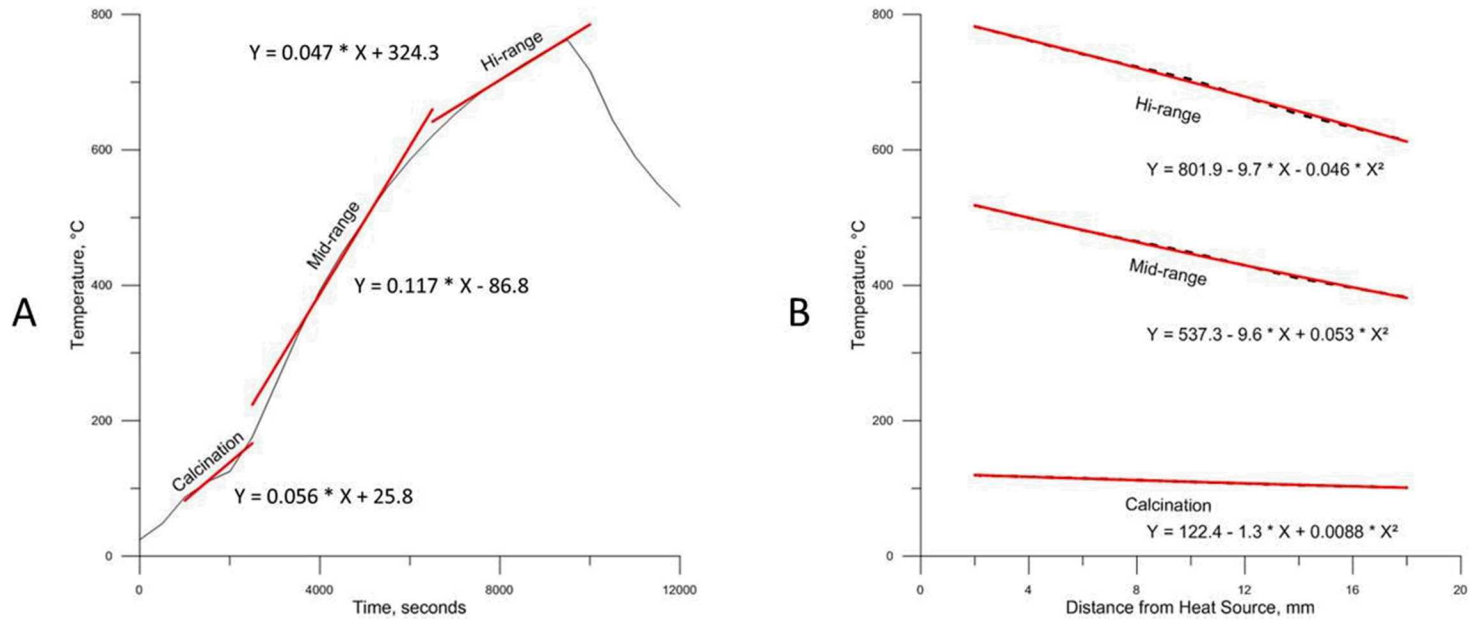 A
Temperature, °C
800
600
400
200
0
0
4000
8000
12000
Time, seconds
Y = 0.047 * X + 324.3
Hi-range
Mid-range
Y = 0.117 * X - 86.8
Calcination
Y = 0.056 * X + 25.8
B
Temperature, °C
800
600
400
200
0
0
4
8
12
16
20
Distance from Heat Source, mm
Hi-range
Y = 801.9 - 9.7 * X - 0.046 * X²
Mid-range
Y = 537.3 - 9.6 * X + 0.053 * X²
Calcination
Y = 122.4 - 1.3 * X + 0.0088 * X²